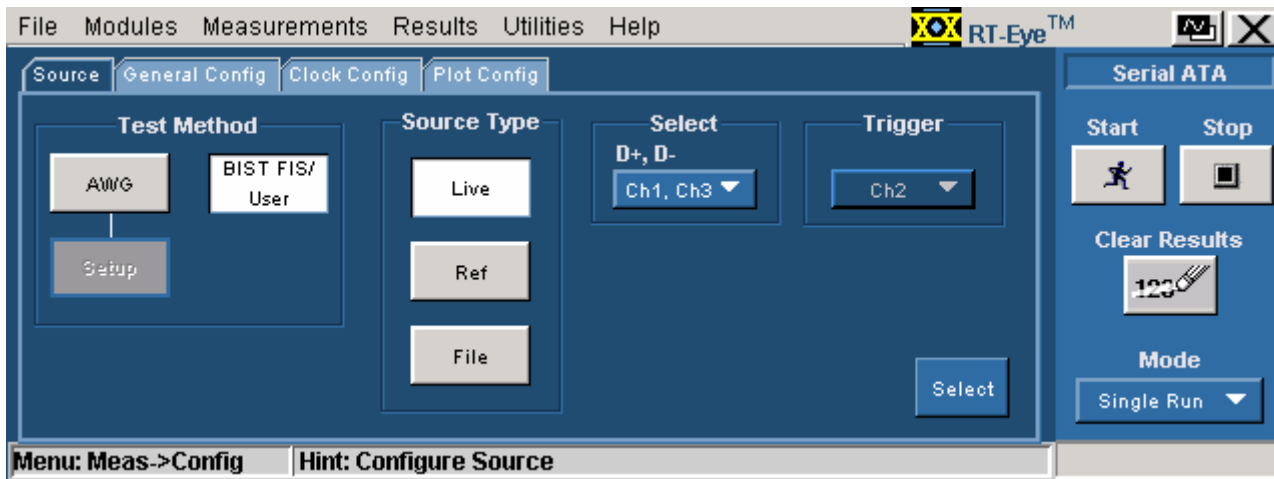 File Modules Measurements Results Utilities Help RT-Eye™
Source General Config Clock Config Plot Config
Serial ATA
Test Method
AWG
BIST FIS/
User
Setup
Source Type
Live
Ref
File
Select
D+, D-
Ch1, Ch3
Trigger
Ch2
Select
Start Stop
Clear Results
123
Mode
Single Run
Menu: Meas->Config Hint: Configure Source